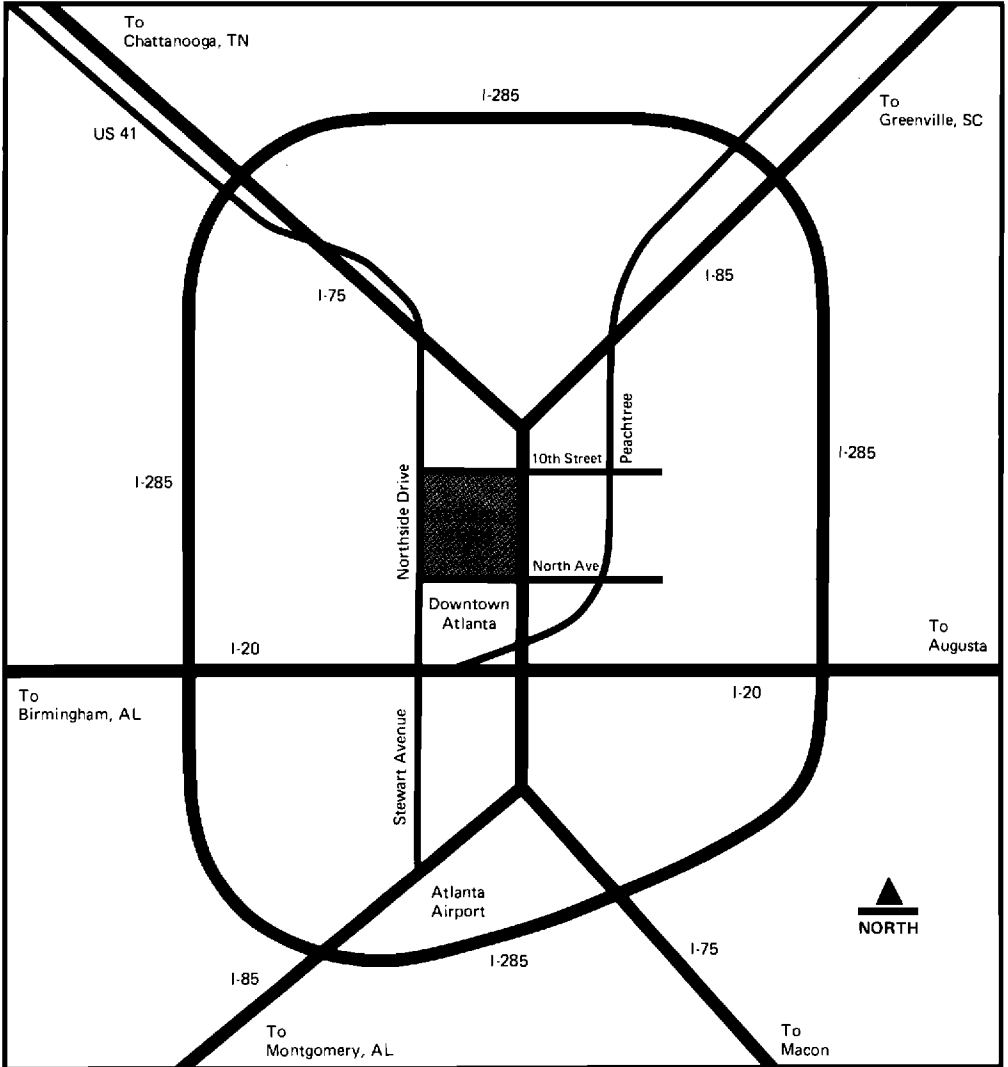 To
Chattanooga, TN
I-285
To
Greenville, SC
US 41
I-85
I-75
Peachtree
10th Street
I-285
I-285
Northside Drive
North Ave
Downtown
Atlanta
To
Augusta
I-20
I-20
To
Birmingham, AL
Stewart Avenue
Atlanta
Airport
NORTH
I-75
I-285
I-85
To
Montgomery, AL
To
Macon